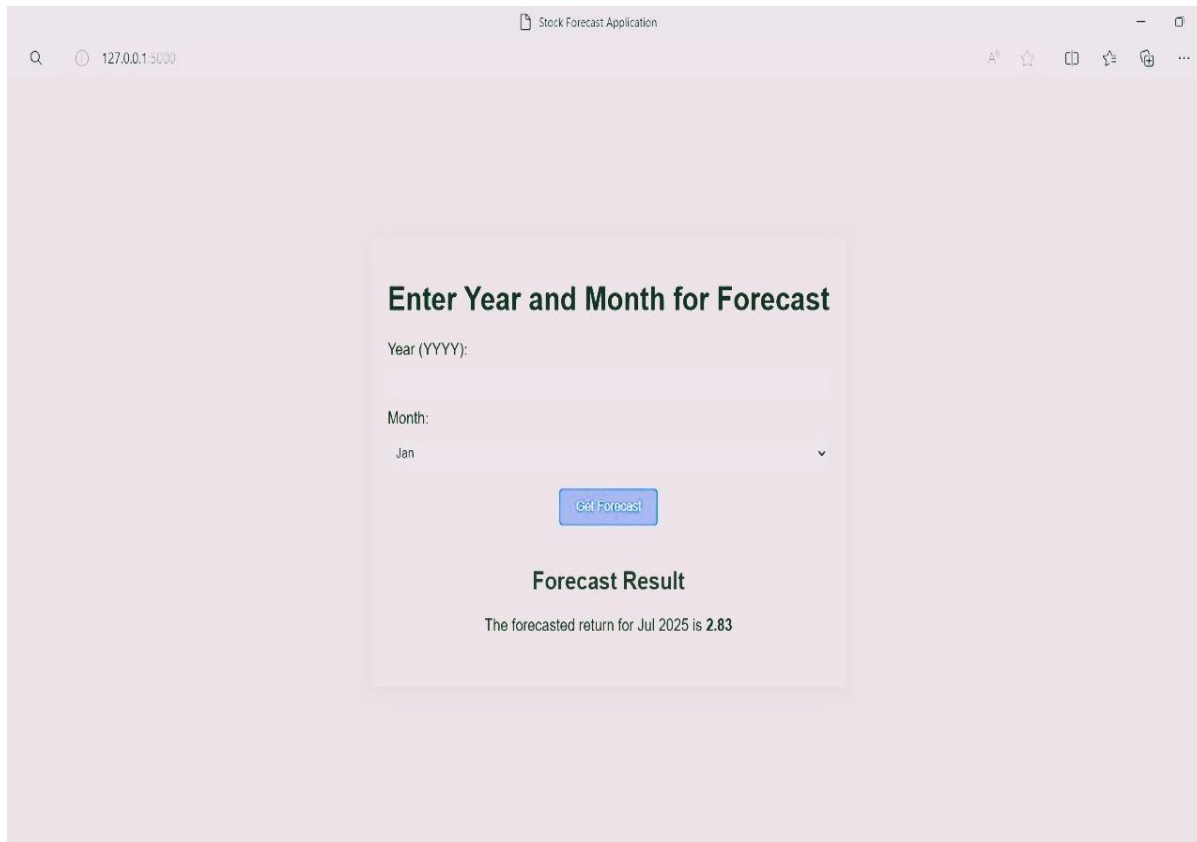 Stock Forecast Application
127.0.0.1:5000
Enter Year and Month for Forecast
Year (YYYY):
Month:
Jan
Get Forecast
Forecast Result
The forecasted return for Jul 2025 is 2.83